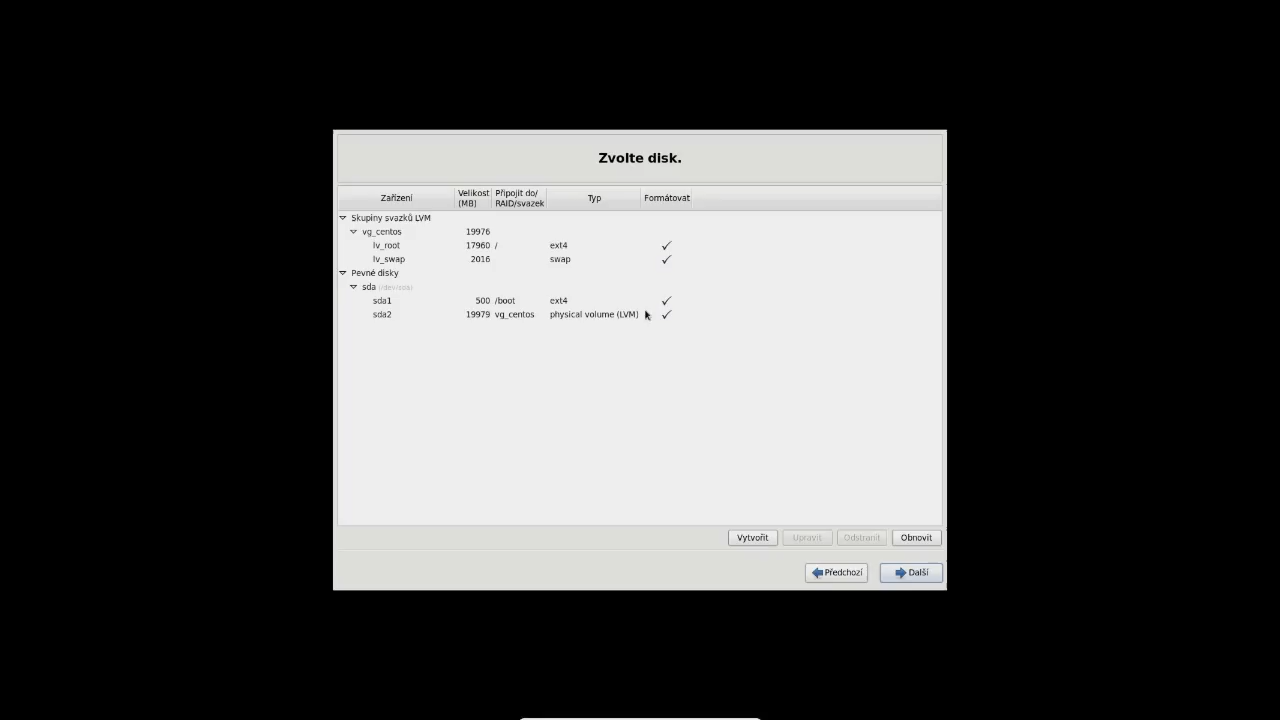 Zvolte disk.
Zařízení Velikost (MB) Připojit do/ RAID/svazek Typ Formátovat
Skupiny svazků LVM
vg_centos 19976
lv_root 17960 / ext4
lv_swap 2016 swap
Pevné disky
sda (/dev/sda)
sda1 500 /boot ext4
sda2 19979 vg_centos physical volume (LVM)
Vytvořit Upravit Odstranit Obnovit
Předchozí Další